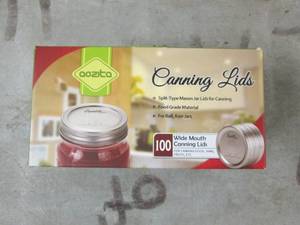 aozita
Canning Lids
Split-Type Mason Jar Lids for Canning
Food Grade Material
For Ball, Kerr Jars
100
Wide Mouth
Canning Lids